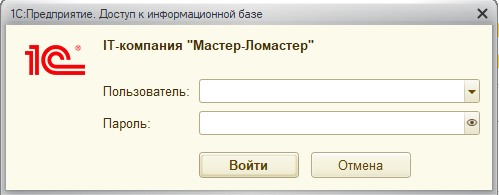 1С:Предприятие. Доступ к информационной базе
1С®
IT-компания "Мастер-Ломастер"
Пользователь:
Пароль:
Войти
Отмена